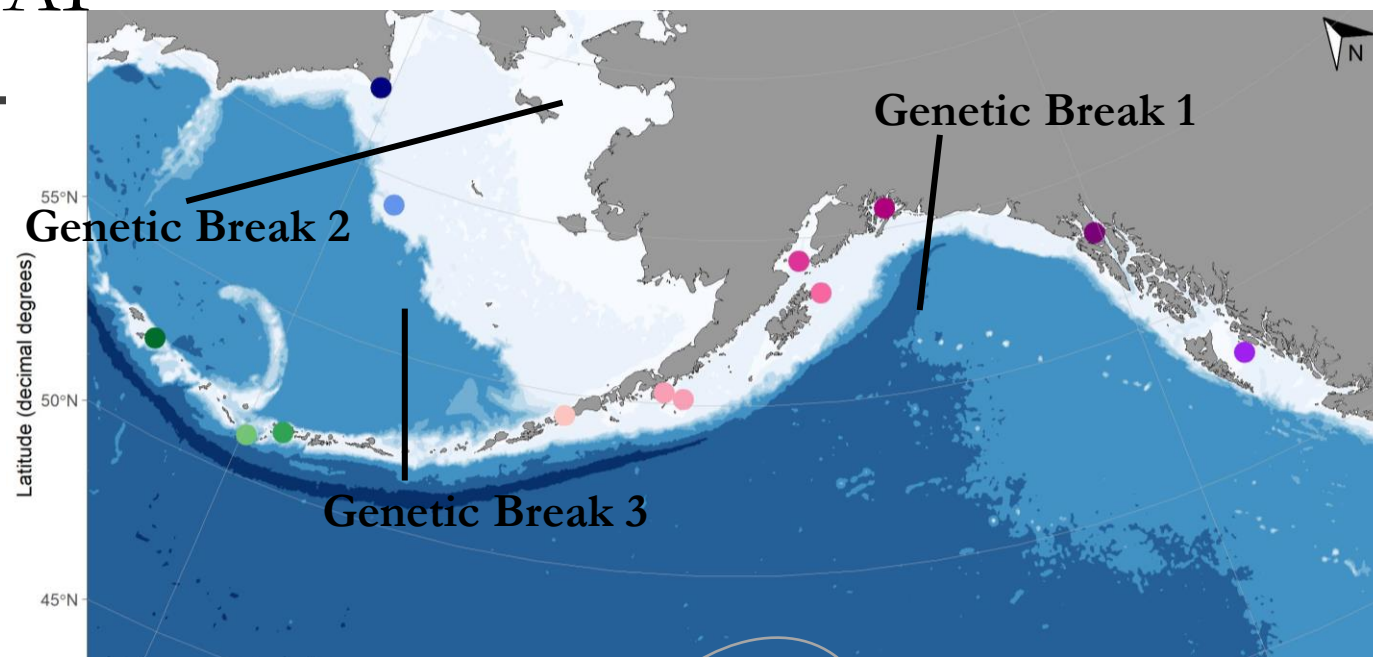 N
Genetic Break 1
55°N
Genetic Break 2
Latitude (decimal degrees)
50°N
Genetic Break 3
45°N